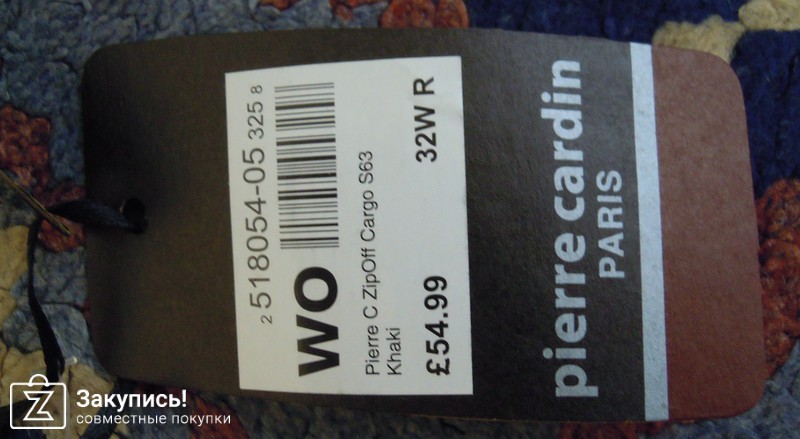 pierre cardin
PARIS
2 518054-05 325 8
WO
Pierre C ZipOff Cargo S63
Khaki
£54.99 32W R
Закупись!
совместные покупки